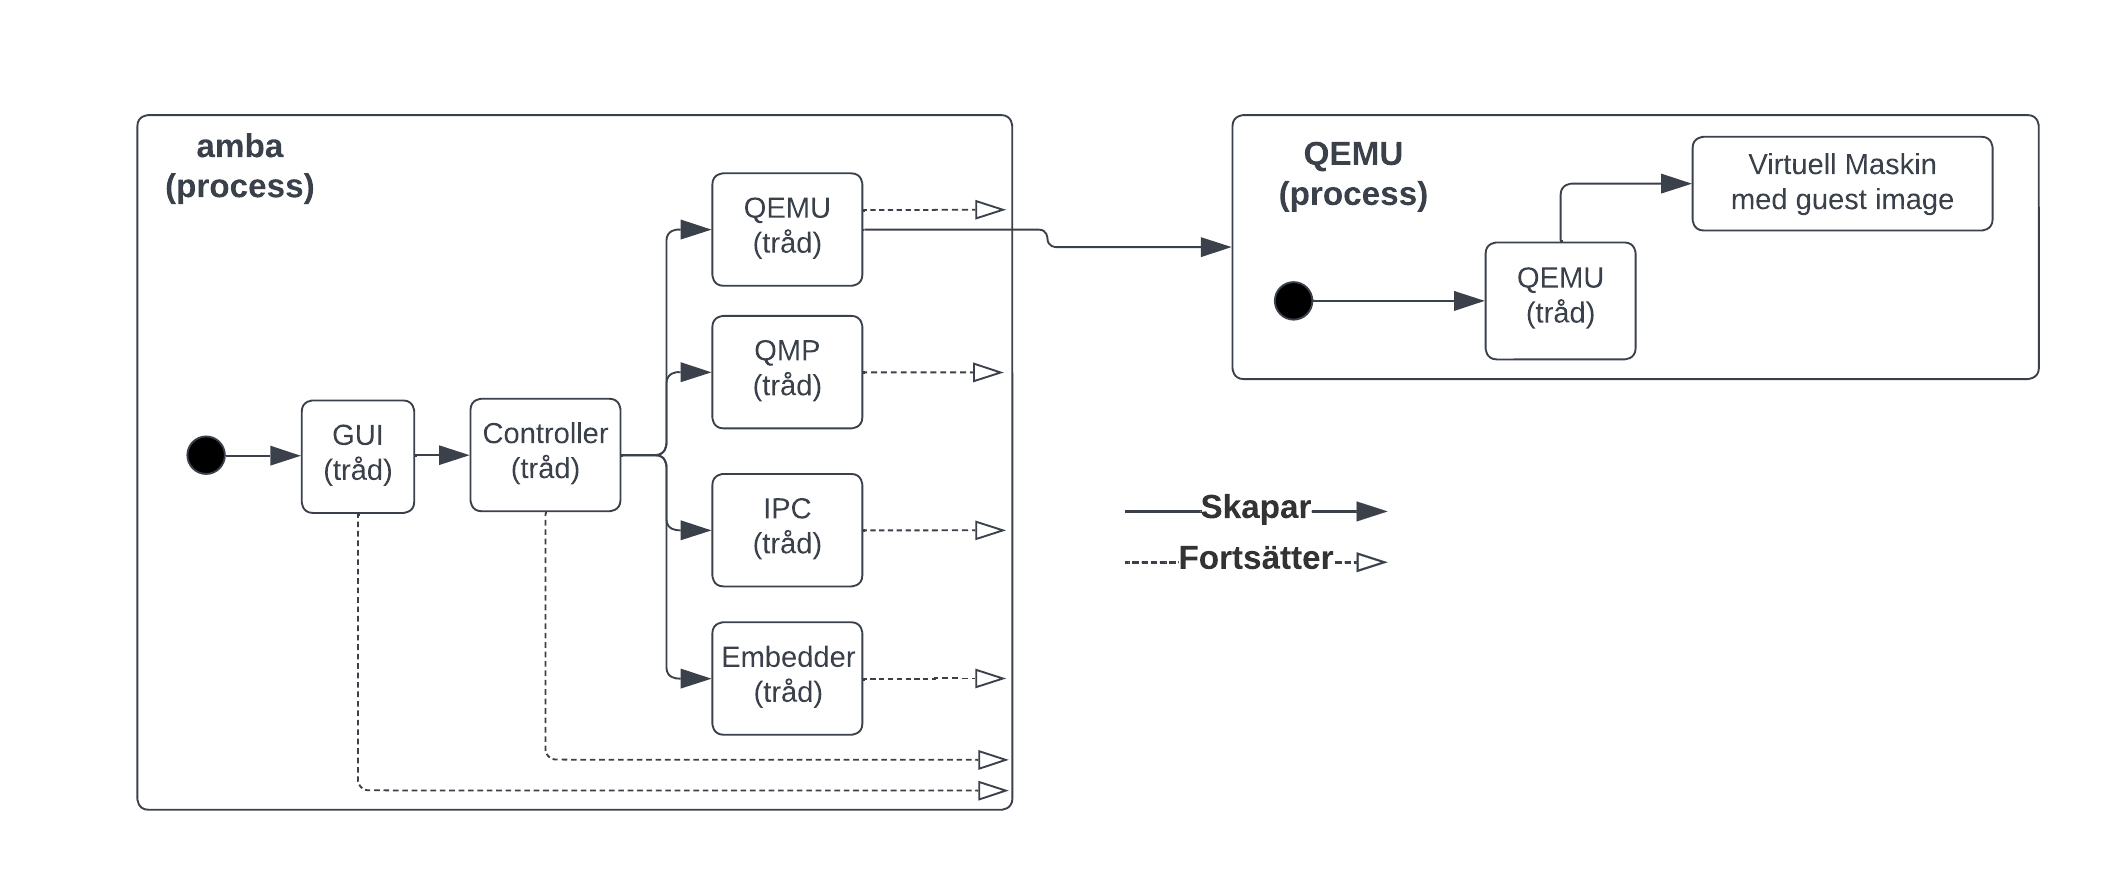 amba
(process)
QEMU
(tråd)
QMP
(tråd)
GUI
(tråd)
Controller
(tråd)
IPC
(tråd)
Embedder
(tråd)
QEMU
(process)
Virtuell Maskin
med guest image
QEMU
(tråd)
Skapar
Fortsätter